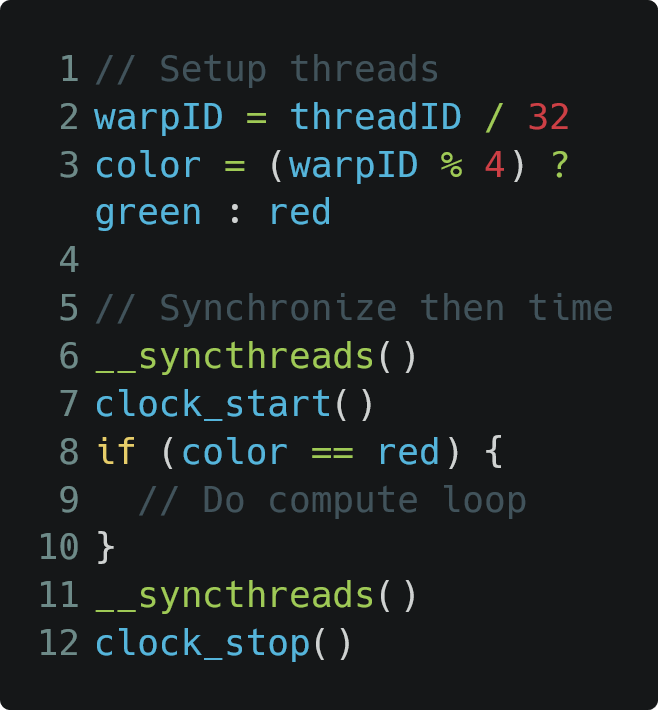 1 // Setup threads
2 warpID = threadID / 32
3 color = (warpID % 4) ?
green : red
4
5 // Synchronize then time
6 __syncthreads()
7 clock_start()
8 if (color == red) {
9   // Do compute loop
10 }
11 __syncthreads()
12 clock_stop()